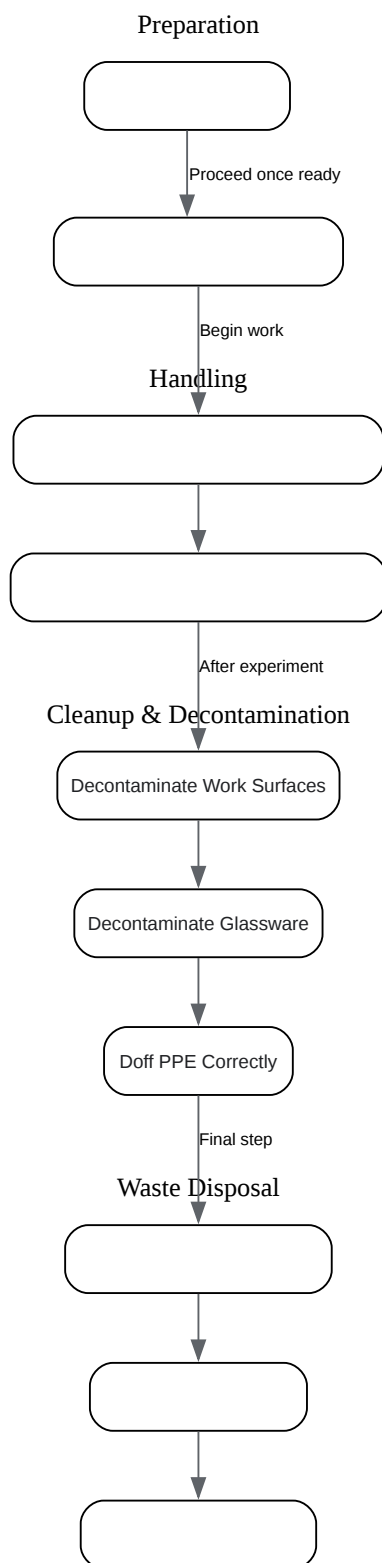 Preparation
Proceed once ready
Begin work
Handling
After experiment
Cleanup & Decontamination
Decontaminate Work Surfaces
Decontaminate Glassware
Doff PPE Correctly
Final step
Waste Disposal